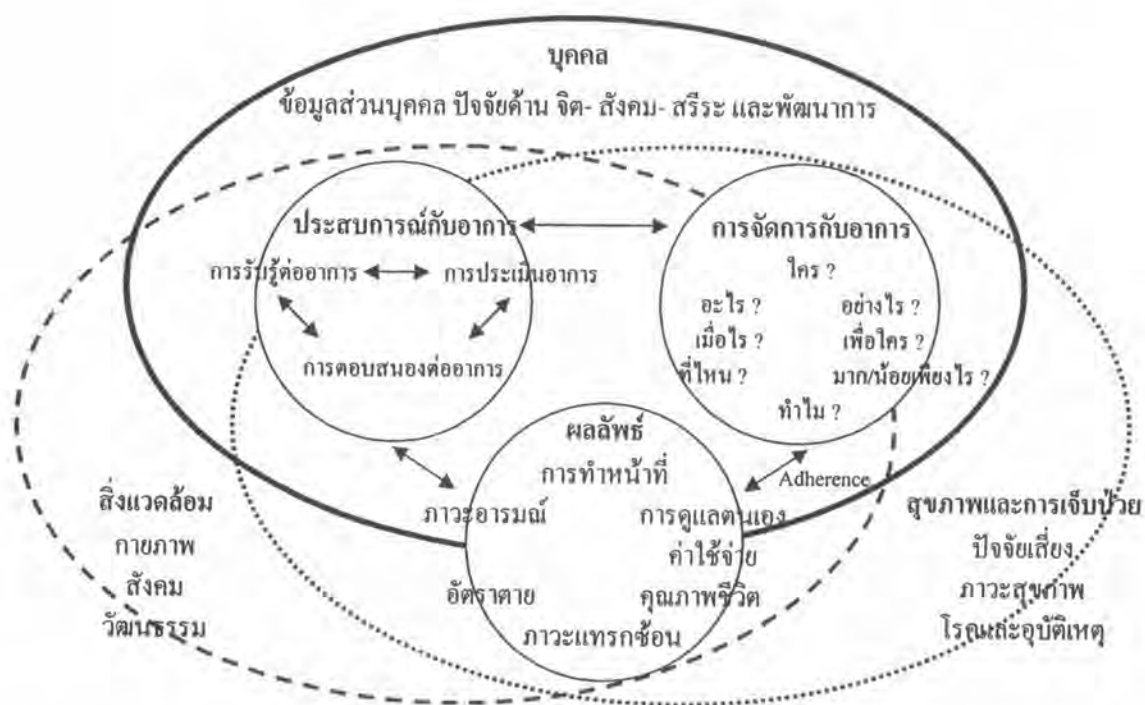 บุคคล
ข้อมูลส่วนบุคคล ปัจจัยด้าน จิต- สังคม- สรีระ และพัฒนาการ
ประสบการณ์กับอาการ
การรับรู้ต่ออาการ
การประเมินอาการ
การตอบสนองต่ออาการ
การจัดการกับอาการ
ใคร ?
อะไร ?
อย่างไร ?
เมื่อไร ?
เพื่อใคร ?
ที่ไหน ?
มาก/น้อยเพียงไร ?
ทำไม ?
ผลลัพธ์
การทำหน้าที่
ภาวะอารมณ์
การดูแลตนเอง
ค่าใช้จ่าย
อัตราตาย
คุณภาพชีวิต
ภาวะแทรกซ้อน
Adherence
สิ่งแวดล้อม
กายภาพ
สังคม
วัฒนธรรม
สุขภาพและการเจ็บป่วย
ปัจจัยเสี่ยง
ภาวะสุขภาพ
โรคและอุบัติเหตุ